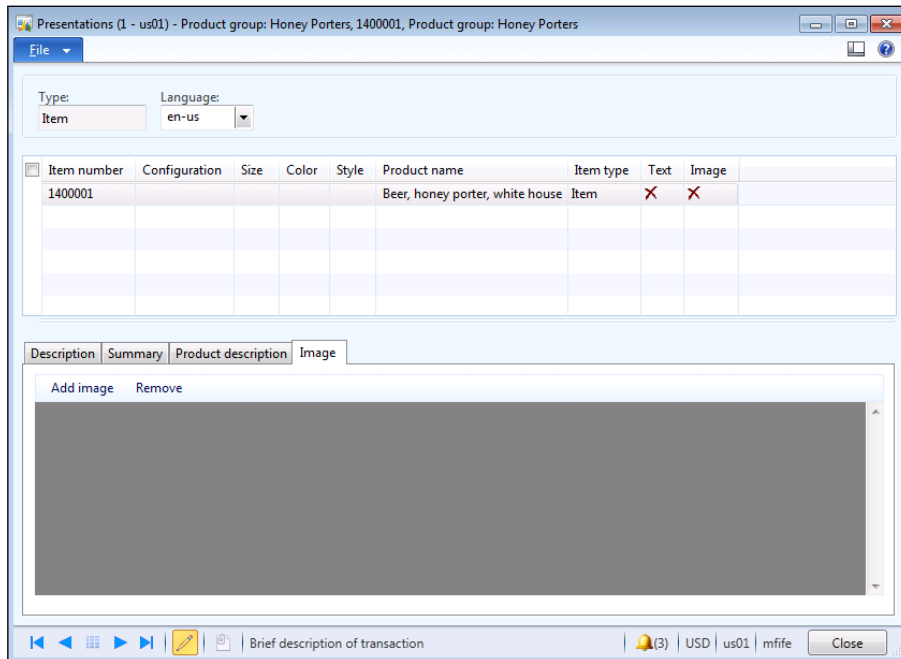 Presentations (1 - us01) - Product group: Honey Porters, 1400001, Product group: Honey Porters
File
Type: Language:
Item en-us
Item number Configuration Size Color Style Product name Item type Text Image
1400001 Beer, honey porter, white house Item
Description Summary Product description Image
Add image Remove
Brief description of transaction (3) USD us01 mfife Close